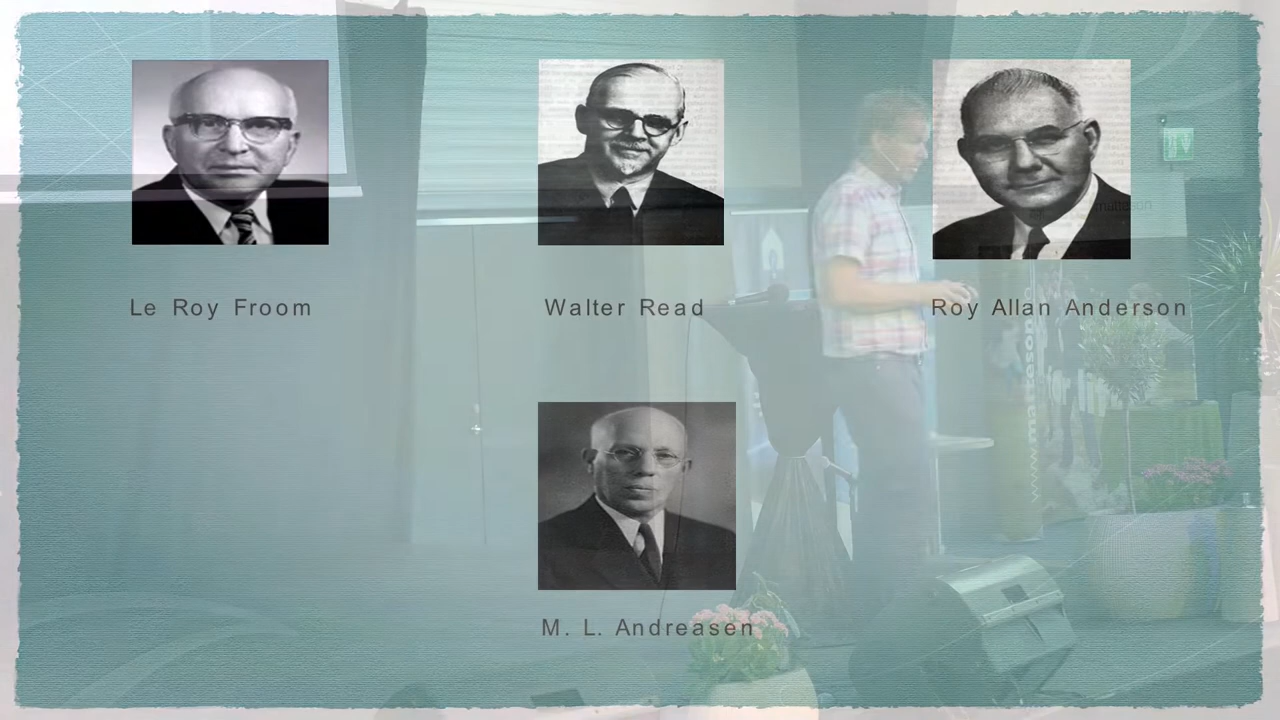 Le Roy Froom
Walter Read
Roy Allan Anderson
M. L. Andreasen